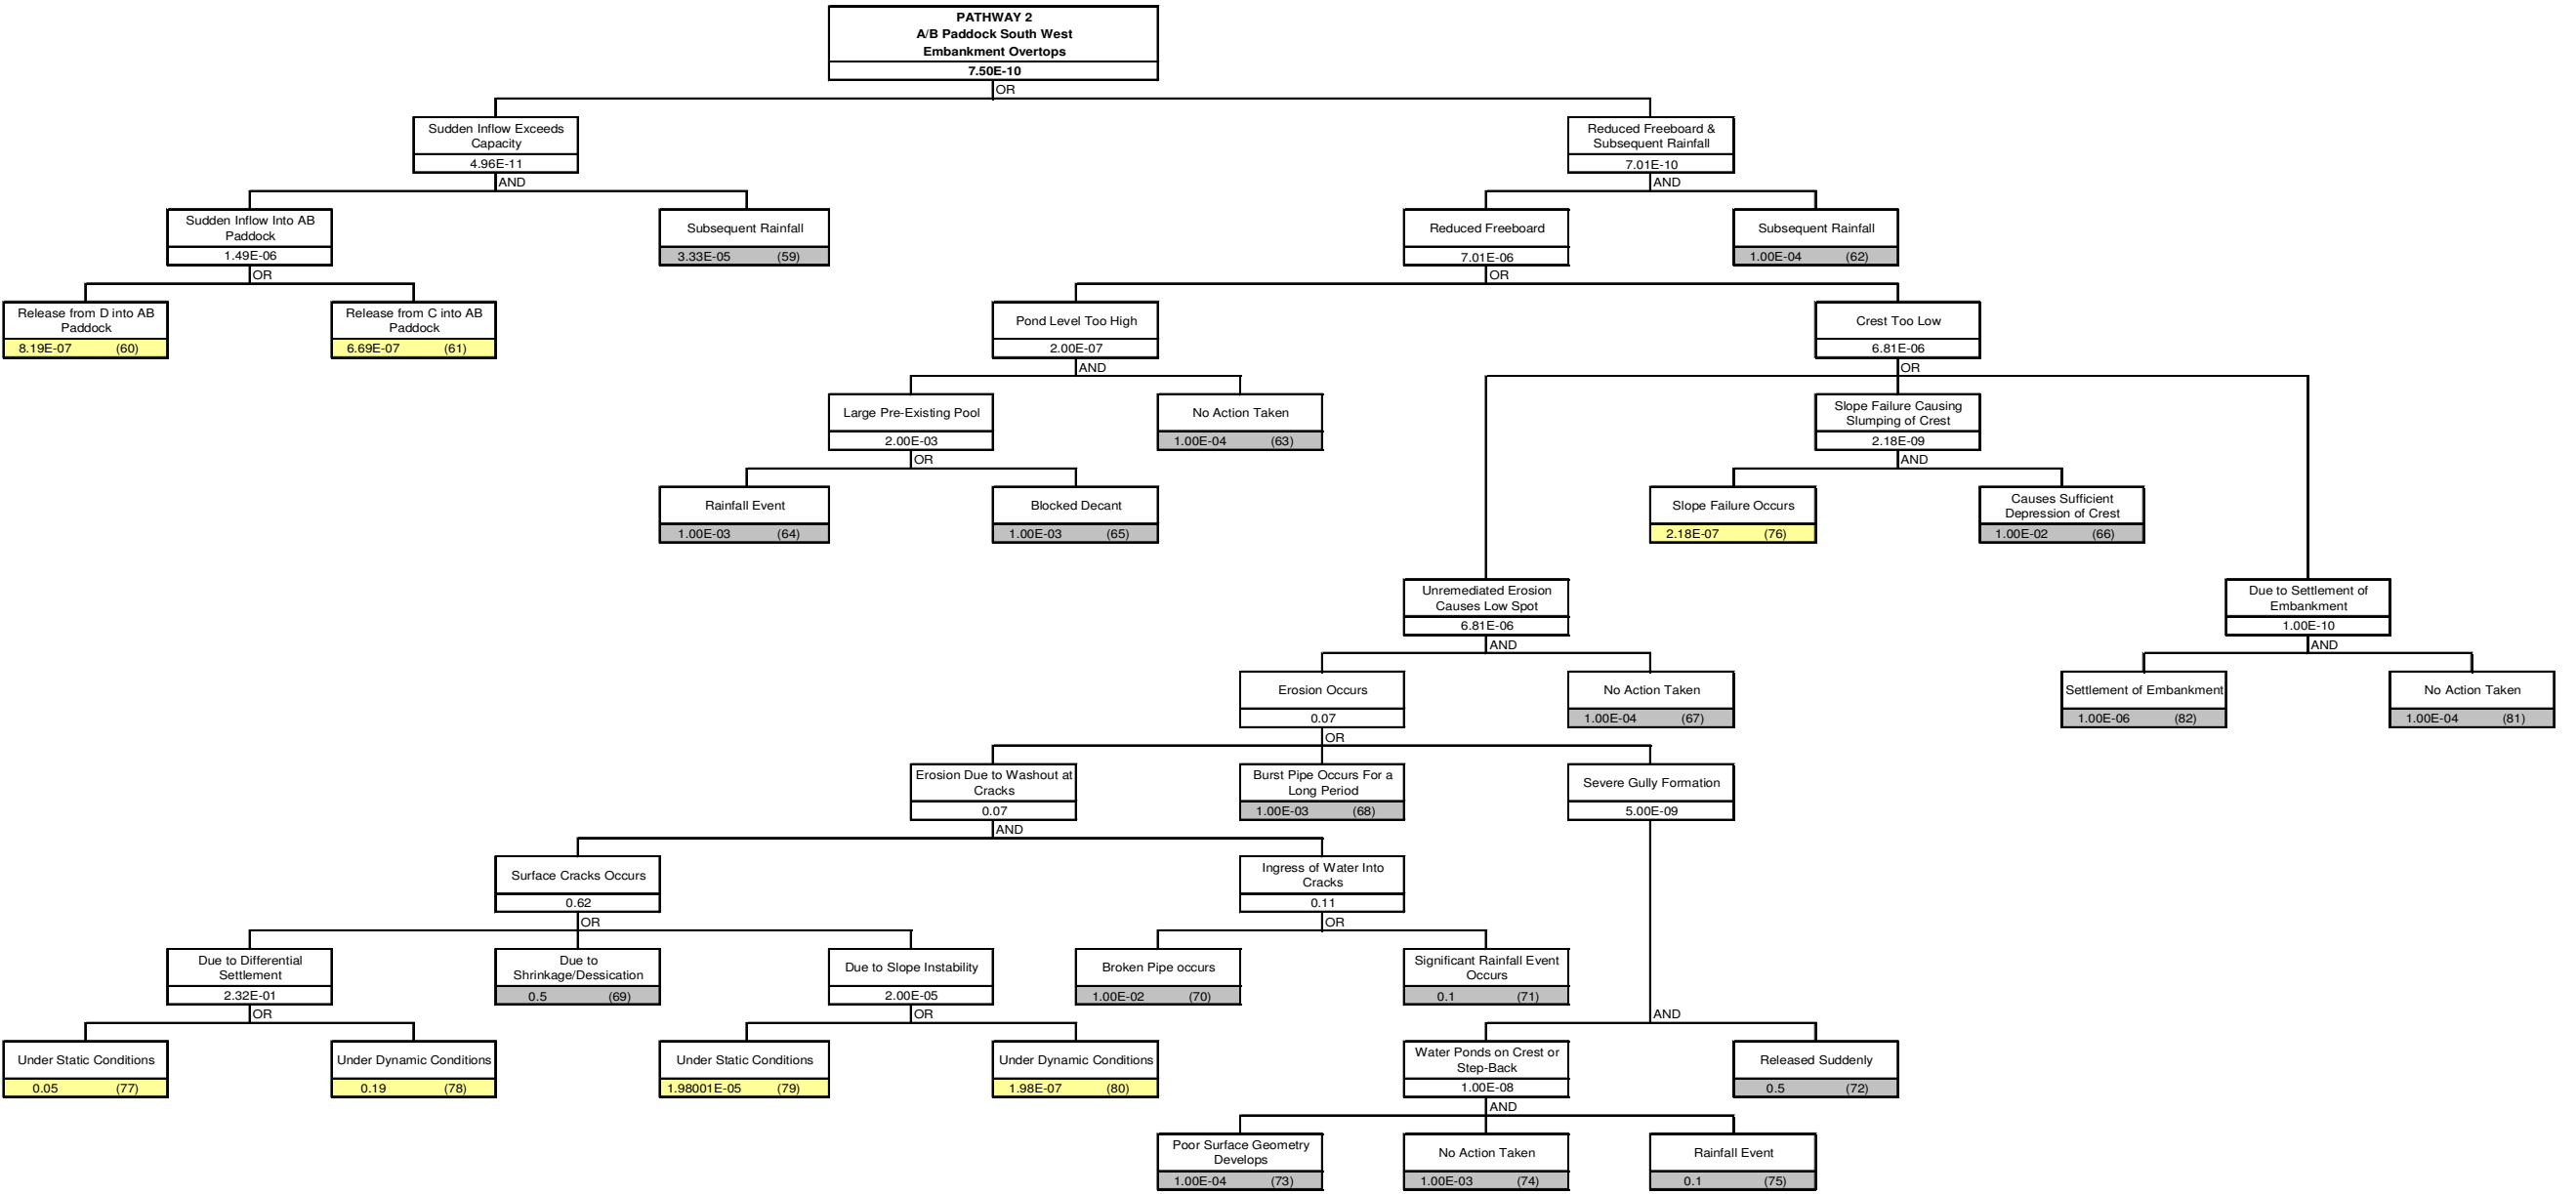 PATHWAY 2
A/B Paddock South West
Embankment Overtops
7.50E-10
OR
Sudden Inflow Exceeds
Capacity
4.96E-11
AND
Reduced Freeboard &
Subsequent Rainfall
7.01E-10
AND
Sudden Inflow Into AB
Paddock
1.49E-06
OR
Subsequent Rainfall
3.33E-05 (59)
Reduced Freeboard
7.01E-06
OR
Subsequent Rainfall
1.00E-04 (62)
Release from D into AB
Paddock
8.19E-07 (60)
Release from C into AB
Paddock
6.69E-07 (61)
Pond Level Too High
2.00E-07
AND
Crest Too Low
6.81E-06
OR
Large Pre-Existing Pool
2.00E-03
OR
No Action Taken
1.00E-04 (63)
Slope Failure Causing
Slumping of Crest
2.18E-09
AND
Rainfall Event
1.00E-03 (64)
Blocked Decant
1.00E-03 (65)
Slope Failure Occurs
2.18E-07 (76)
Causes Sufficient
Depression of Crest
1.00E-02 (66)
Unremediated Erosion
Causes Low Spot
6.81E-06
AND
Due to Settlement of
Embankment
1.00E-10
AND
Erosion Occurs
0.07
OR
No Action Taken
1.00E-04 (67)
Settlement of Embankment
1.00E-06 (82)
No Action Taken
1.00E-04 (81)
Erosion Due to Washout at
Cracks
0.07
AND
Burst Pipe Occurs For a
Long Period
1.00E-03 (68)
Severe Gully Formation
5.00E-09
Surface Cracks Occurs
0.62
OR
Ingress of Water Into
Cracks
0.11
OR
Due to Differential
Settlement
2.32E-01
OR
Due to
Shrinkage/Dessication
0.5 (69)
Due to Slope Instability
2.00E-05
OR
Broken Pipe occurs
1.00E-02 (70)
Significant Rainfall Event
Occurs
0.1 (71)
AND
Under Static Conditions
0.05 (77)
Under Dynamic Conditions
0.19 (78)
Under Static Conditions
1.98001E-05 (79)
Under Dynamic Conditions
1.98E-07 (80)
Water Ponds on Crest or
Step-Back
1.00E-08
AND
Released Suddenly
0.5 (72)
Poor Surface Geometry
Develops
1.00E-04 (73)
No Action Taken
1.00E-03 (74)
Rainfall Event
0.1 (75)